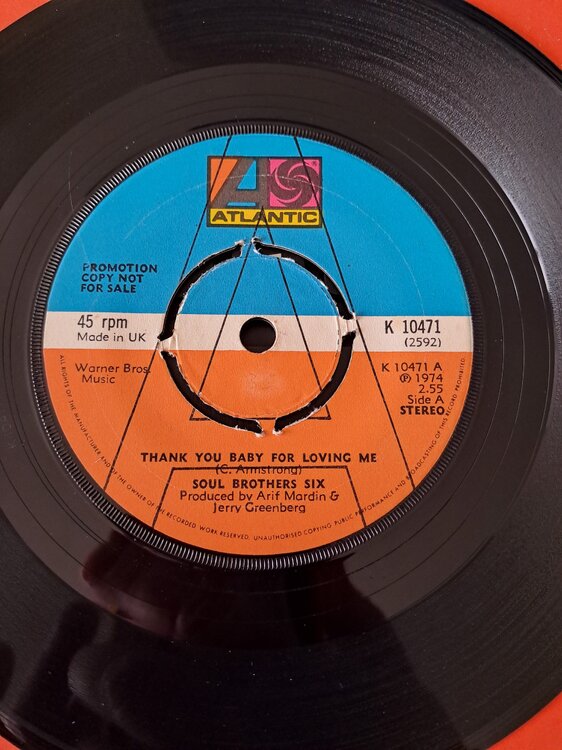 A
ATLANTIC
PROMOTION
COPY NOT
FOR SALE
45 rpm
Made in UK
K 10471
(2592)
Warner Bros.
Music
K 10471 A
℗ 1974
2.55
Side A
STEREO
THANK YOU BABY FOR LOVING ME
(C. Armstrong)
SOUL BROTHERS SIX
Produced by Arif Mardin &
Jerry Greenberg
ALL RIGHTS OF THE MANUFACTURER AND OF THE OWNER OF THE RECORDED WORK RESERVED. UNAUTHORISED COPYING PUBLIC PERFORMANCE AND BROADCASTING OF THIS RECORD PROHIBITED.